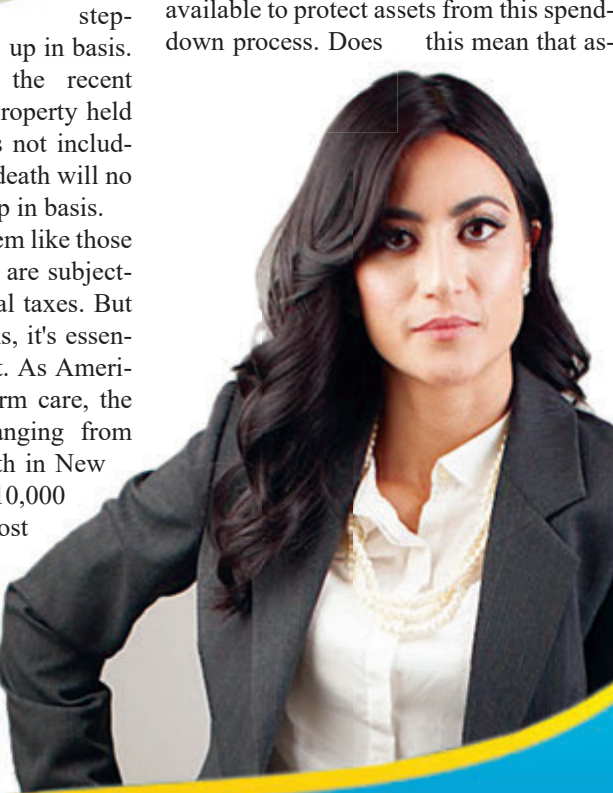 step-
up in basis.
the recent
roperty held
not includ-
death will no
p in basis.
em like those
are subject-
al taxes. But
s, it's essen-
t. As Ameri-
rm care, the
anging from
th in New
10,000
ost
available to protect assets from this spend-
down process. Does this mean that as-